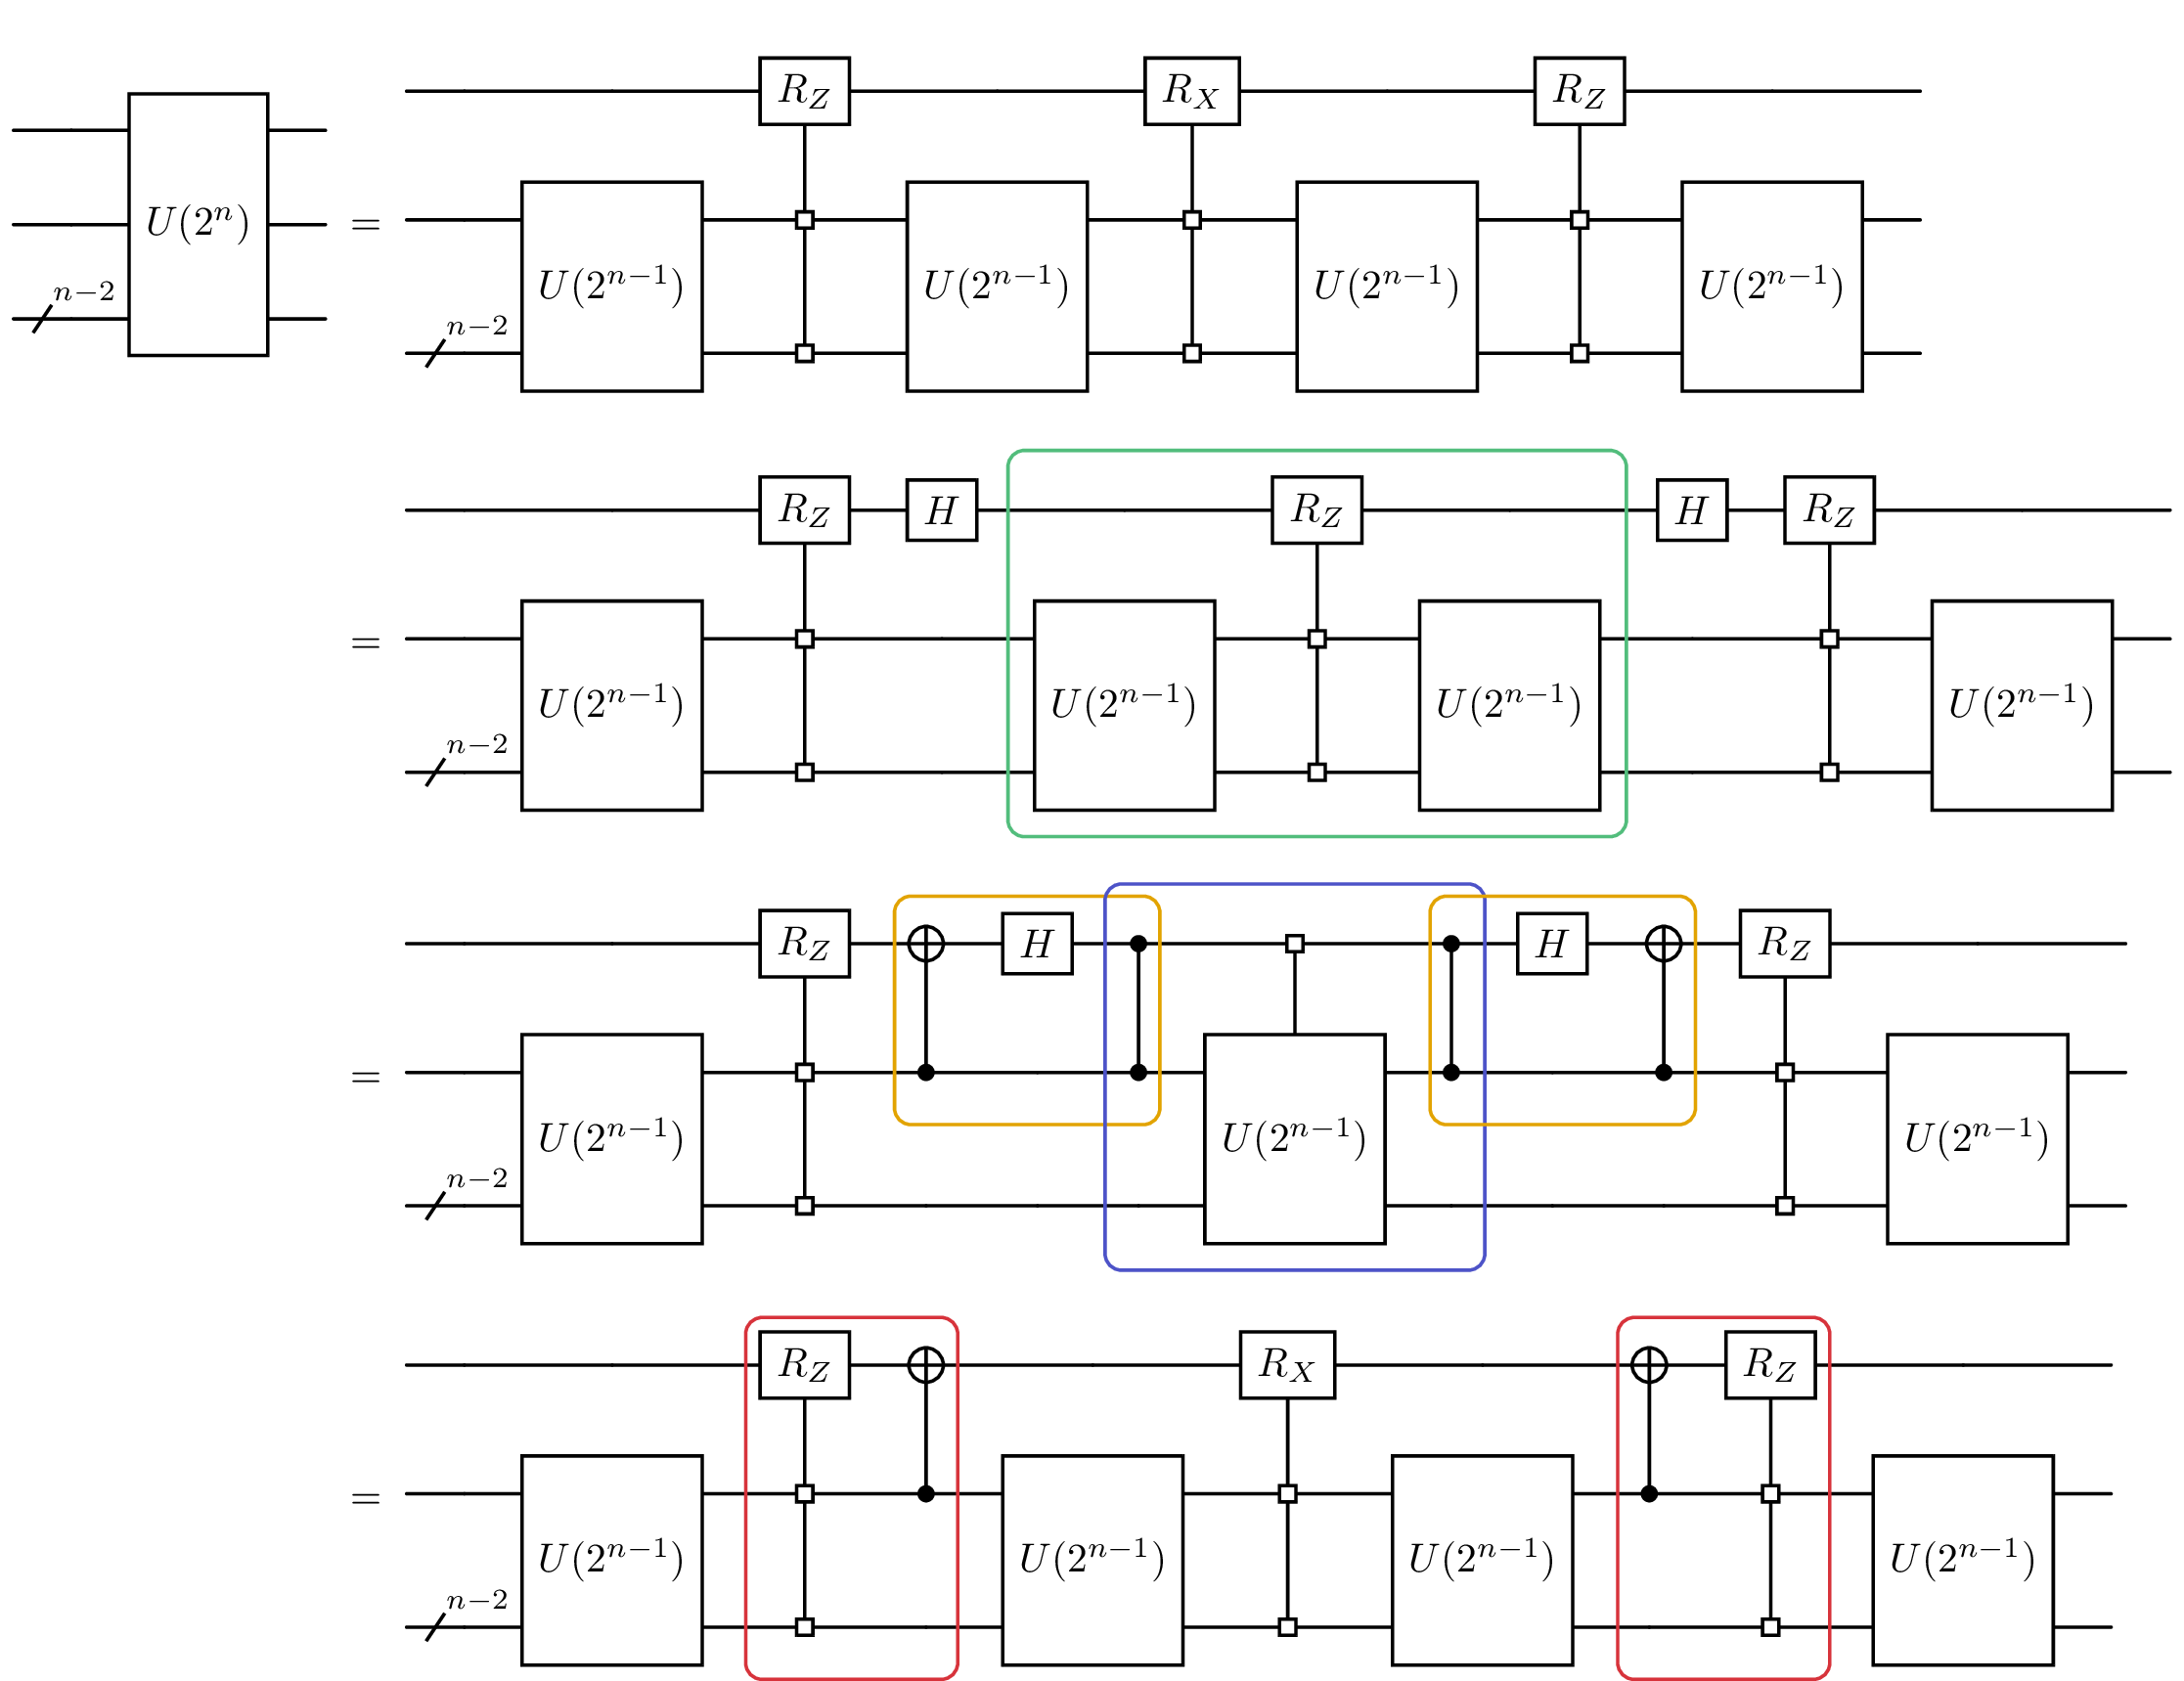 R_Z R_X R_Z
U(2^n) = U(2^{n-1}) U(2^{n-1}) U(2^{n-1}) U(2^{n-1})
n-2 n-2
R_Z H R_Z H R_Z
= U(2^{n-1}) U(2^{n-1}) U(2^{n-1}) U(2^{n-1})
n-2
R_Z H H R_Z
= U(2^{n-1}) U(2^{n-1}) U(2^{n-1})
n-2
R_Z R_X R_Z
= U(2^{n-1}) U(2^{n-1}) U(2^{n-1}) U(2^{n-1})
n-2